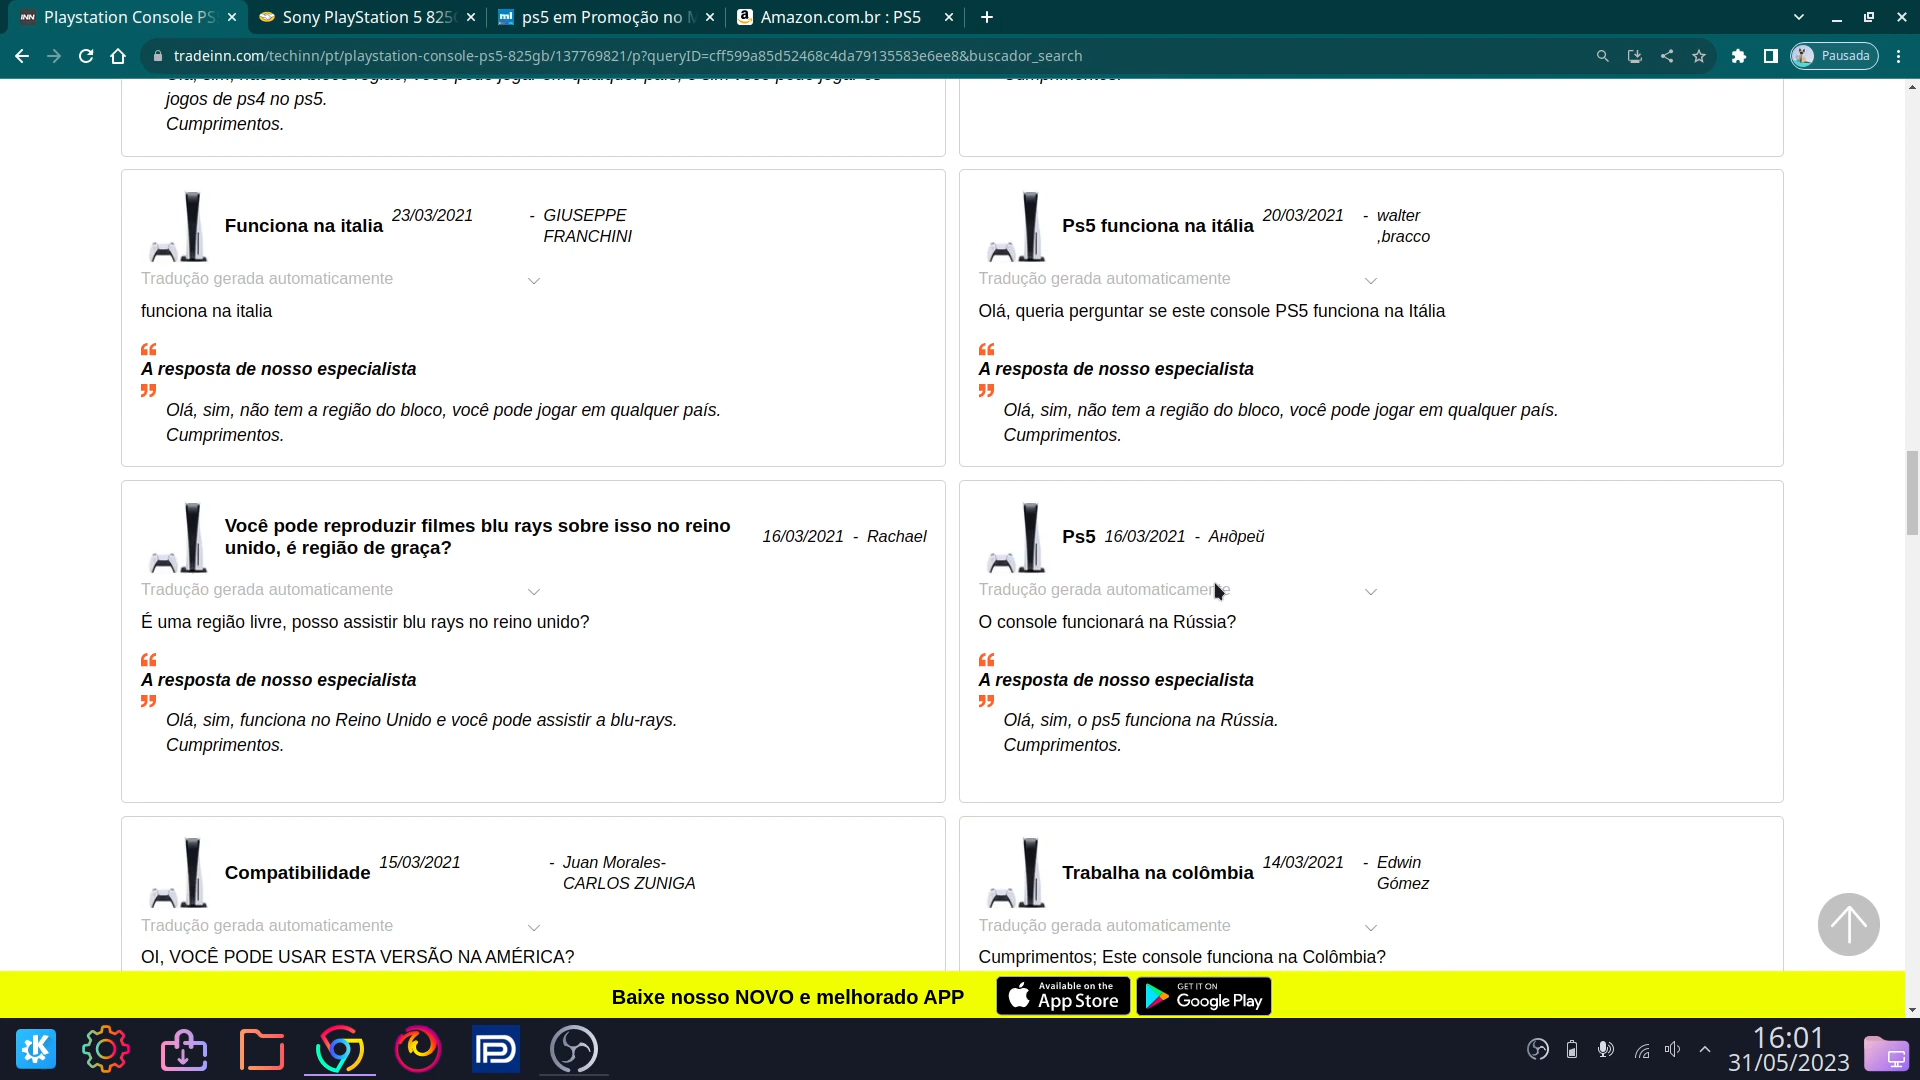 Playstation Console PS
Sony PlayStation 5 825
ps5 em Promoção no
Amazon.com.br : PS5
tradeinn.com/techinn/pt/playstation-console-ps5-825gb/137769821/p?queryID=cff599a85d52468c4da79135583e6ee8&buscador_search
Pausada
jogos de ps4 no ps5.
Cumprimentos.
Funciona na italia 23/03/2021 - GIUSEPPE
FRANCHINI
Tradução gerada automaticamente
funciona na italia
A resposta de nosso especialista
Olá, sim, não tem a região do bloco, você pode jogar em qualquer país.
Cumprimentos.
Ps5 funciona na itália 20/03/2021 - walter
,bracco
Tradução gerada automaticamente
Olá, queria perguntar se este console PS5 funciona na Itália
A resposta de nosso especialista
Olá, sim, não tem a região do bloco, você pode jogar em qualquer país.
Cumprimentos.
Você pode reproduzir filmes blu rays sobre isso no reino
unido, é região de graça?
16/03/2021 - Rachael
Tradução gerada automaticamente
É uma região livre, posso assistir blu rays no reino unido?
A resposta de nosso especialista
Olá, sim, funciona no Reino Unido e você pode assistir a blu-rays.
Cumprimentos.
Ps5 16/03/2021 - Андрей
Tradução gerada automaticamente
O console funcionará na Rússia?
A resposta de nosso especialista
Olá, sim, o ps5 funciona na Rússia.
Cumprimentos.
Compatibilidade 15/03/2021 - Juan Morales-
CARLOS ZUNIGA
Tradução gerada automaticamente
OI, VOCÊ PODE USAR ESTA VERSÃO NA AMÉRICA?
Trabalha na colômbia 14/03/2021 - Edwin
Gómez
Tradução gerada automaticamente
Cumprimentos; Este console funciona na Colômbia?
Baixe nosso NOVO e melhorado APP
Available on the
App Store
GET IT ON
Google Play
16:01
31/05/2023